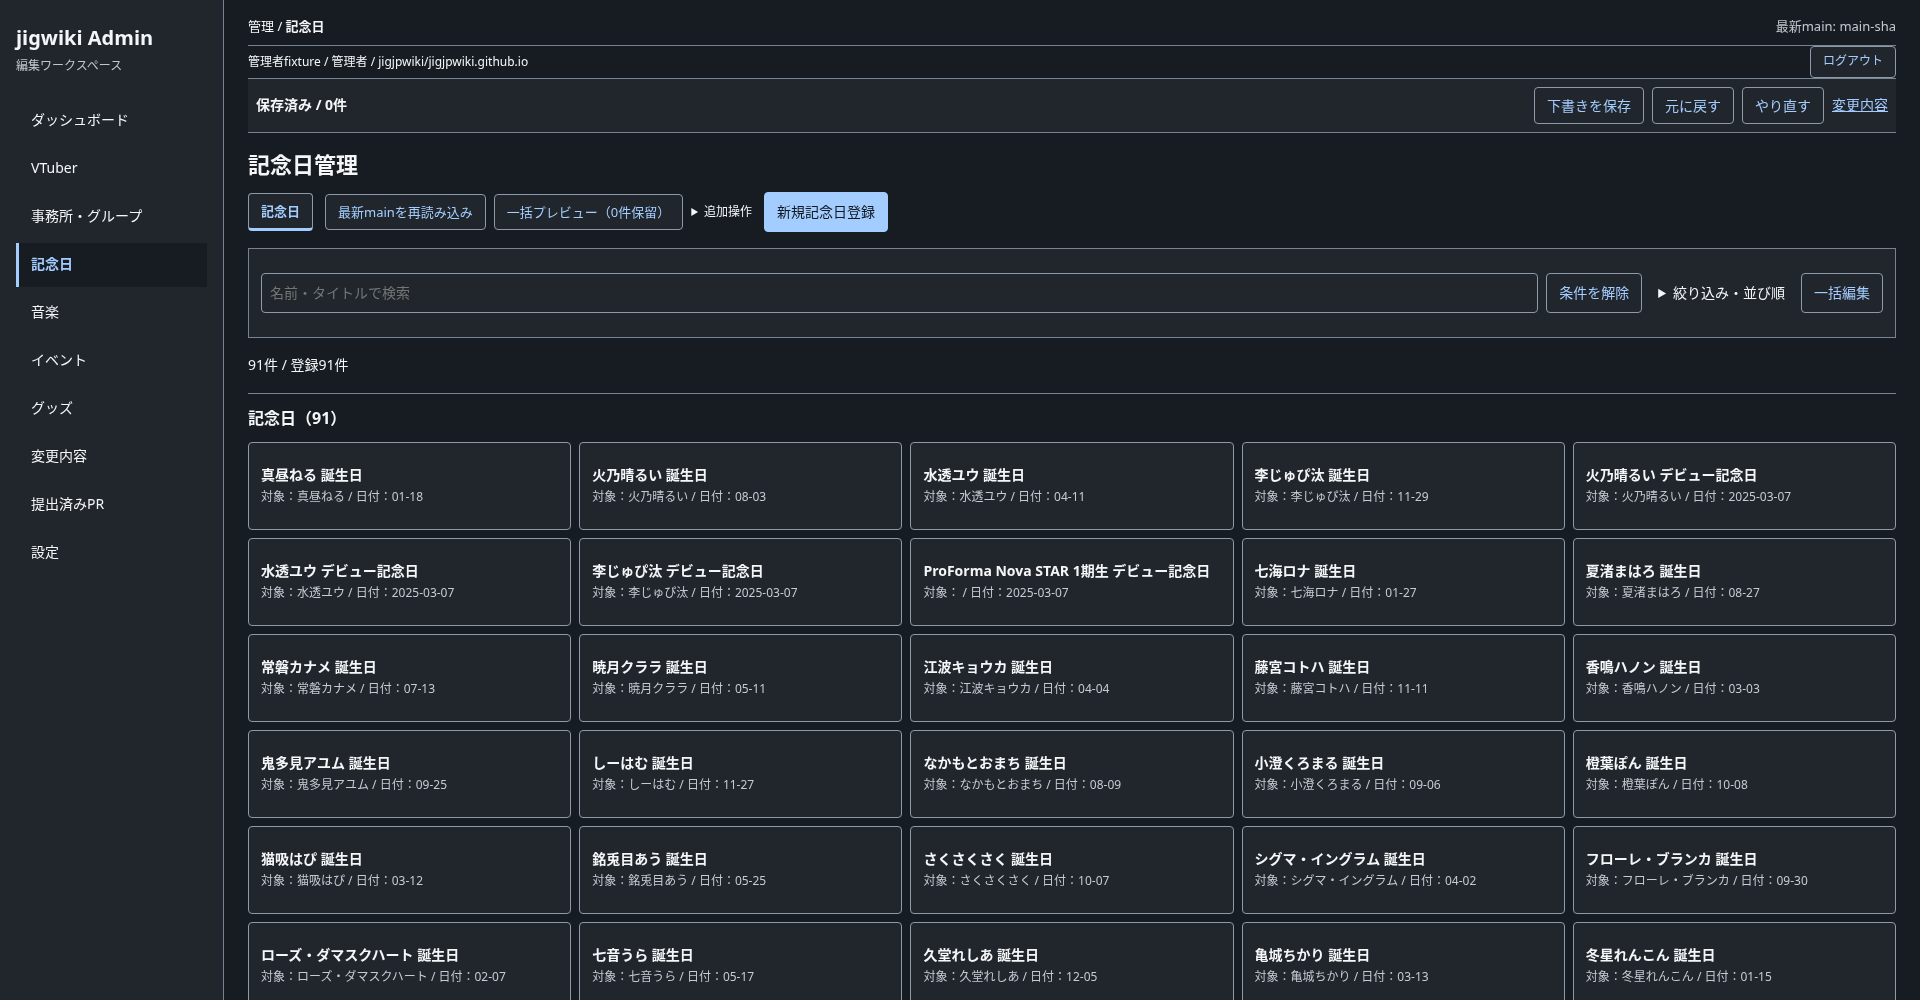 jigwiki Admin
編集ワークスペース
ダッシュボード
VTuber
事務所・グループ
記念日
音楽
イベント
グッズ
変更内容
提出済みPR
設定
管理 / 記念日
最新main: main-sha
管理者fixture / 管理者 / jigjpwiki/jigjpwiki.github.io
ログアウト
保存済み / 0件
下書きを保存
元に戻す
やり直す
変更内容
記念日管理
記念日
最新mainを再読み込み
一括プレビュー（0件保留）
▶ 追加操作
新規記念日登録
名前・タイトルで検索
条件を解除
▶ 絞り込み・並び順
一括編集
91件 / 登録91件
記念日（91）
真昼ねる 誕生日
対象：真昼ねる / 日付：01-18
火乃晴るい 誕生日
対象：火乃晴るい / 日付：08-03
水透ユウ 誕生日
対象：水透ユウ / 日付：04-11
李じゅぴ汰 誕生日
対象：李じゅぴ汰 / 日付：11-29
火乃晴るい デビュー記念日
対象：火乃晴るい / 日付：2025-03-07
水透ユウ デビュー記念日
対象：水透ユウ / 日付：2025-03-07
李じゅぴ汰 デビュー記念日
対象：李じゅぴ汰 / 日付：2025-03-07
ProForma Nova STAR 1期生 デビュー記念日
対象： / 日付：2025-03-07
七海ロナ 誕生日
対象：七海ロナ / 日付：01-27
夏渚まはろ 誕生日
対象：夏渚まはろ / 日付：08-27
常磐カナメ 誕生日
対象：常磐カナメ / 日付：07-13
暁月クララ 誕生日
対象：暁月クララ / 日付：05-11
江波キョウカ 誕生日
対象：江波キョウカ / 日付：04-04
藤宮コトハ 誕生日
対象：藤宮コトハ / 日付：11-11
香鳴ハノン 誕生日
対象：香鳴ハノン / 日付：03-03
鬼多見アユム 誕生日
対象：鬼多見アユム / 日付：09-25
しーはむ 誕生日
対象：しーはむ / 日付：11-27
なかもとおまち 誕生日
対象：なかもとおまち / 日付：08-09
小澄くろまる 誕生日
対象：小澄くろまる / 日付：09-06
橙葉ぽん 誕生日
対象：橙葉ぽん / 日付：10-08
猫吸はぴ 誕生日
対象：猫吸はぴ / 日付：03-12
銘兎目あう 誕生日
対象：銘兎目あう / 日付：05-25
さくさくさく 誕生日
対象：さくさくさく / 日付：10-07
シグマ・イングラム 誕生日
対象：シグマ・イングラム / 日付：04-02
フローレ・ブランカ 誕生日
対象：フローレ・ブランカ / 日付：09-30
ローズ・ダマスクハート 誕生日
対象：ローズ・ダマスクハート / 日付：02-07
七音うら 誕生日
対象：七音うら / 日付：05-17
久堂れしあ 誕生日
対象：久堂れしあ / 日付：12-05
亀城ちかり 誕生日
対象：亀城ちかり / 日付：03-13
冬星れんこん 誕生日
対象：冬星れんこん / 日付：01-15